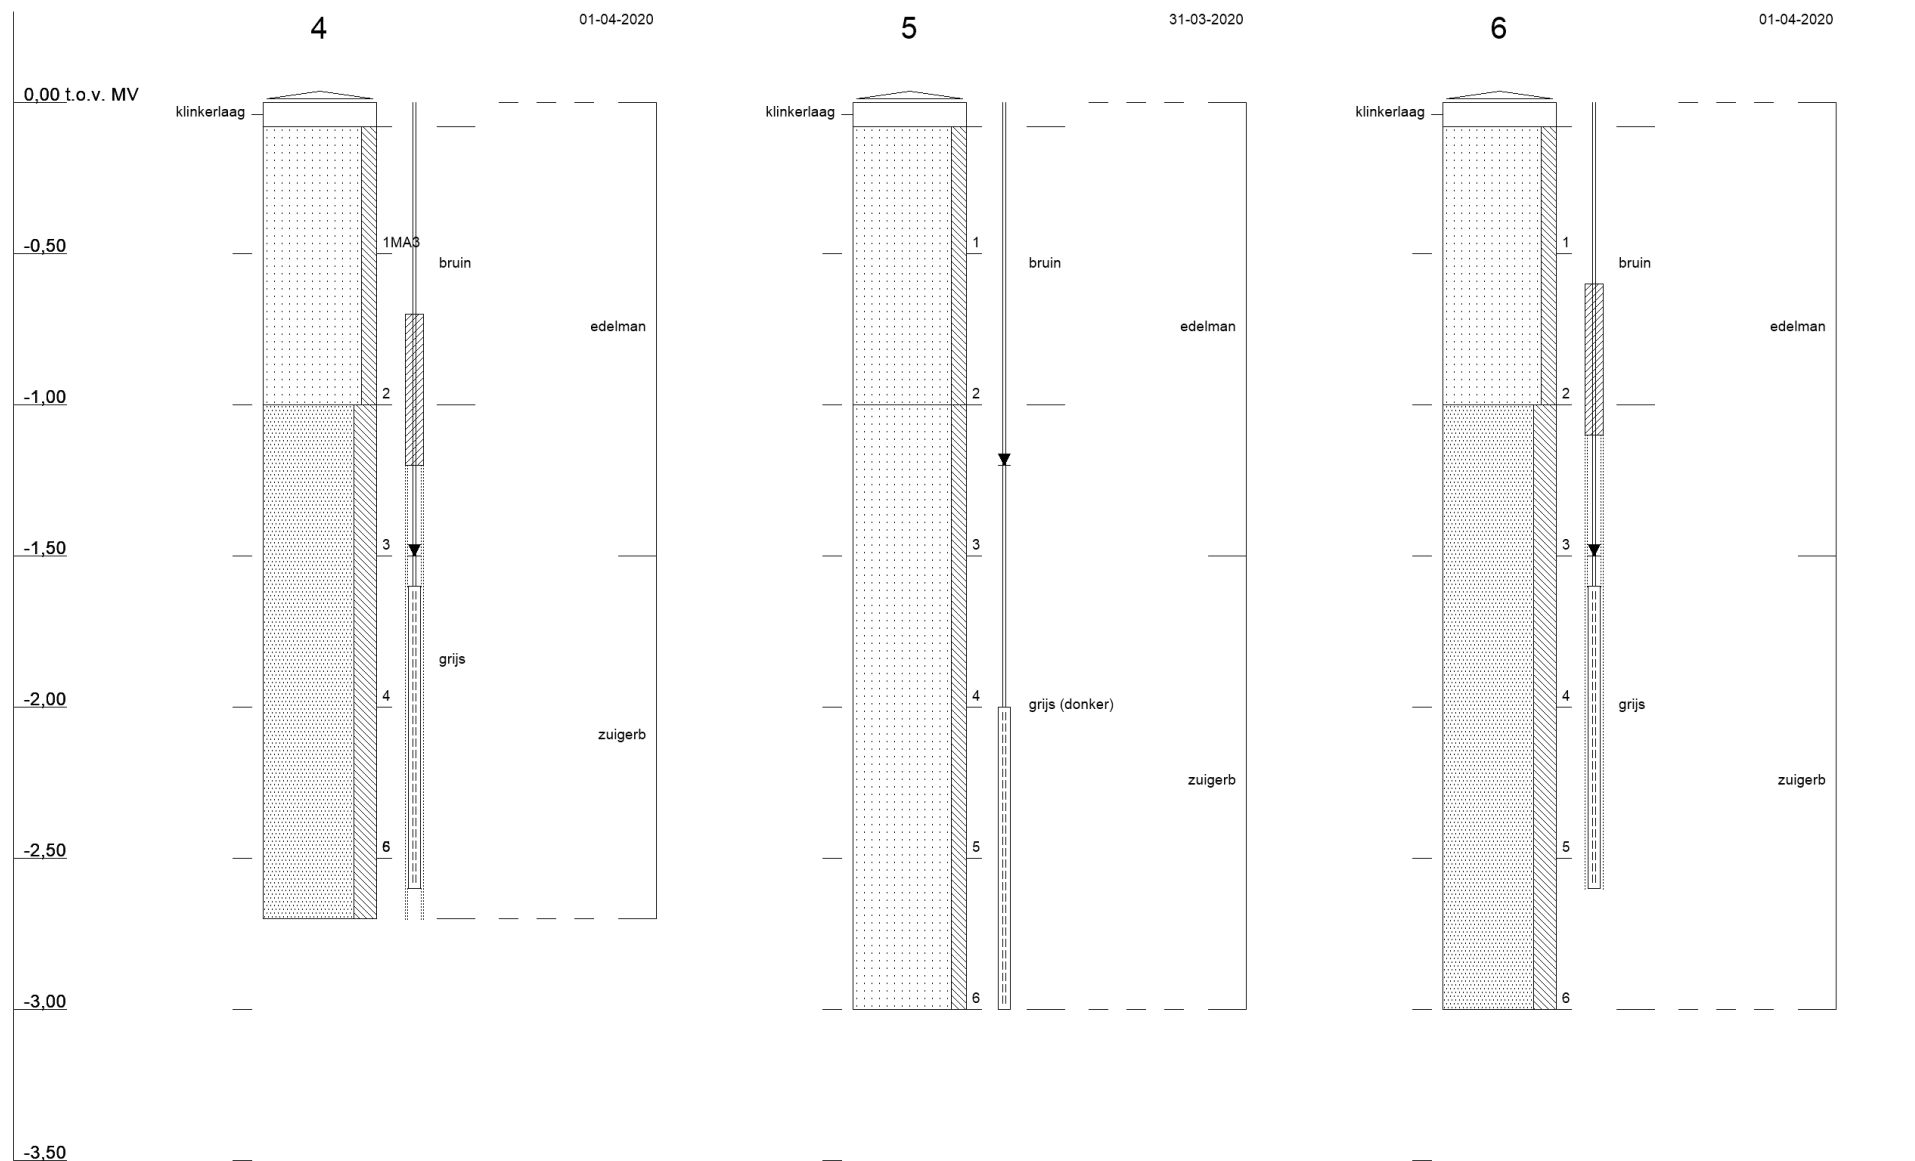 4
01-04-2020
5
31-03-2020
6
01-04-2020
0,00 t.o.v. MV
klinkerlaag
klinkerlaag
klinkerlaag
-0,50
1MA3
1
1
bruin
bruin
bruin
edelman
edelman
edelman
-1,00
2
2
2
-1,50
3
3
3
grijs
-2,00
4
4
grijs (donker)
4
grijs
zuigerb
zuigerb
zuigerb
-2,50
6
5
5
-3,00
6
6
-3,50